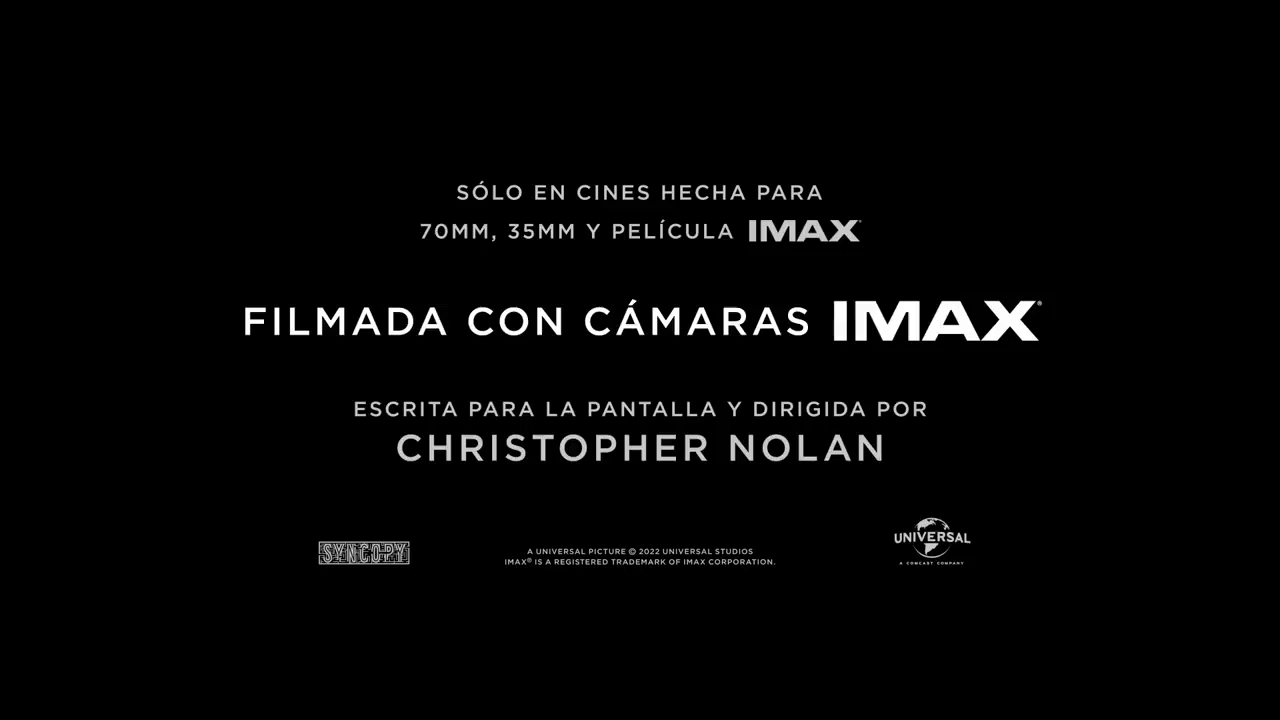 SÓLO EN CINES HECHA PARA
70MM, 35MM Y PELÍCULA IMAX®
FILMADA CON CÁMARAS IMAX®
ESCRITA PARA LA PANTALLA Y DIRIGIDA POR
CHRISTOPHER NOLAN
SYNCOPY
A UNIVERSAL PICTURE © 2022 UNIVERSAL STUDIOS
IMAX® IS A REGISTERED TRADEMARK OF IMAX CORPORATION.
UNIVERSAL
A COMCAST COMPANY